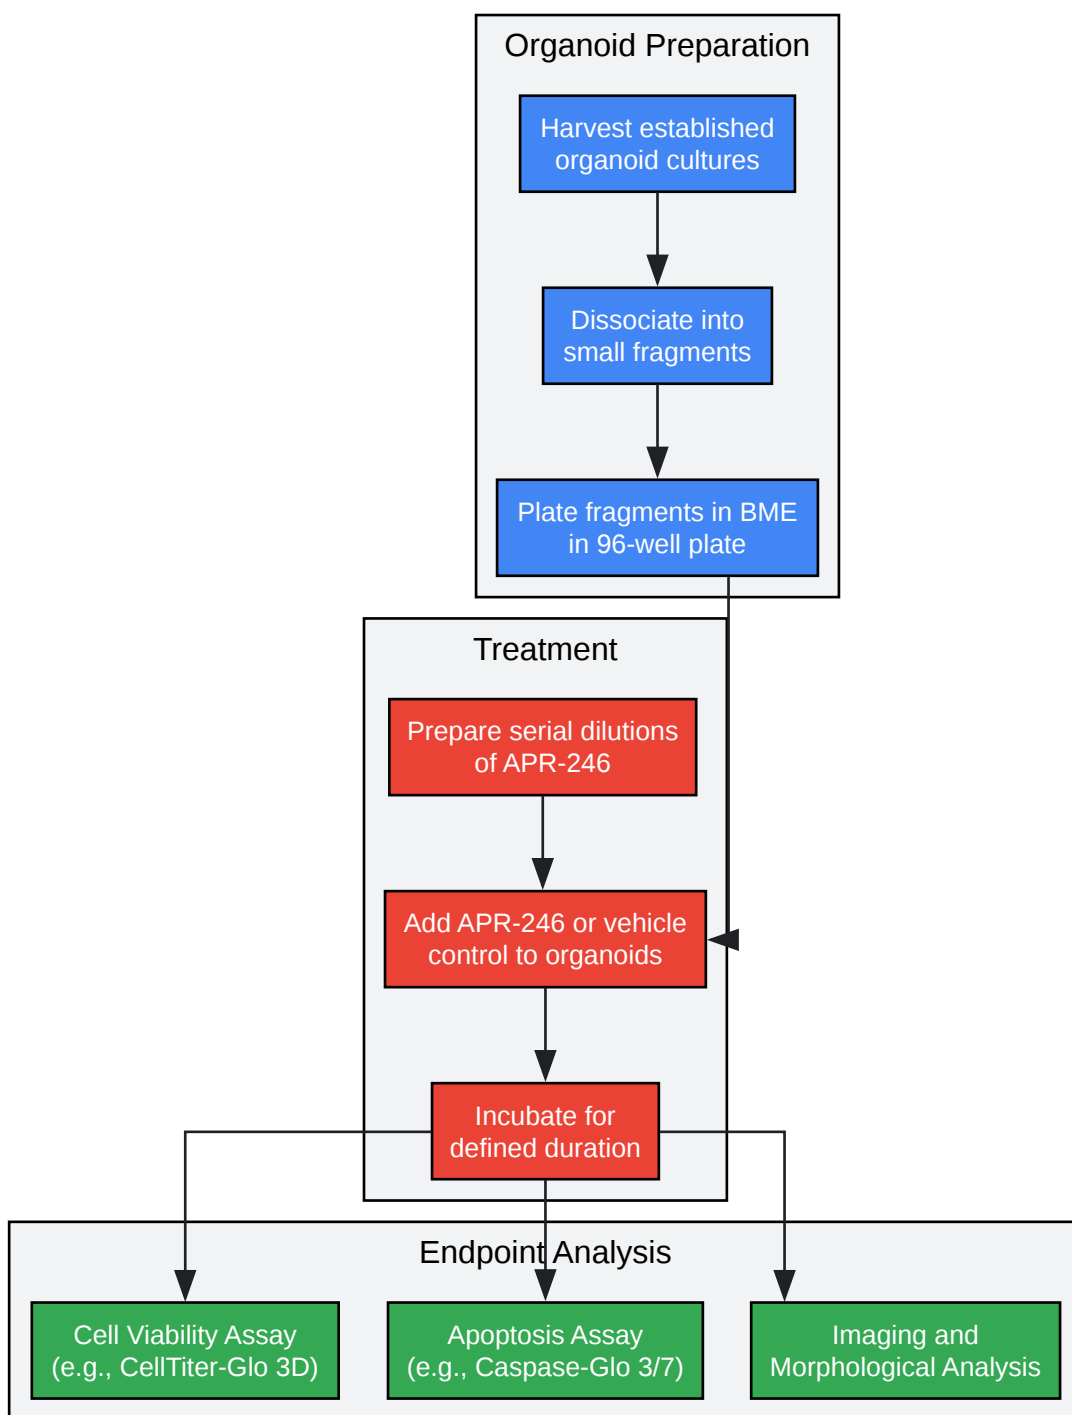 Organoid Preparation
Harvest established
organoid cultures
Dissociate into
small fragments
Plate fragments in BME
in 96-well plate
Treatment
Prepare serial dilutions
of APR-246
Add APR-246 or vehicle
control to organoids
Incubate for
defined duration
Endpoint Analysis
Cell Viability Assay
(e.g., CellTiter-Glo 3D)
Apoptosis Assay
(e.g., Caspase-Glo 3/7)
Imaging and
Morphological Analysis